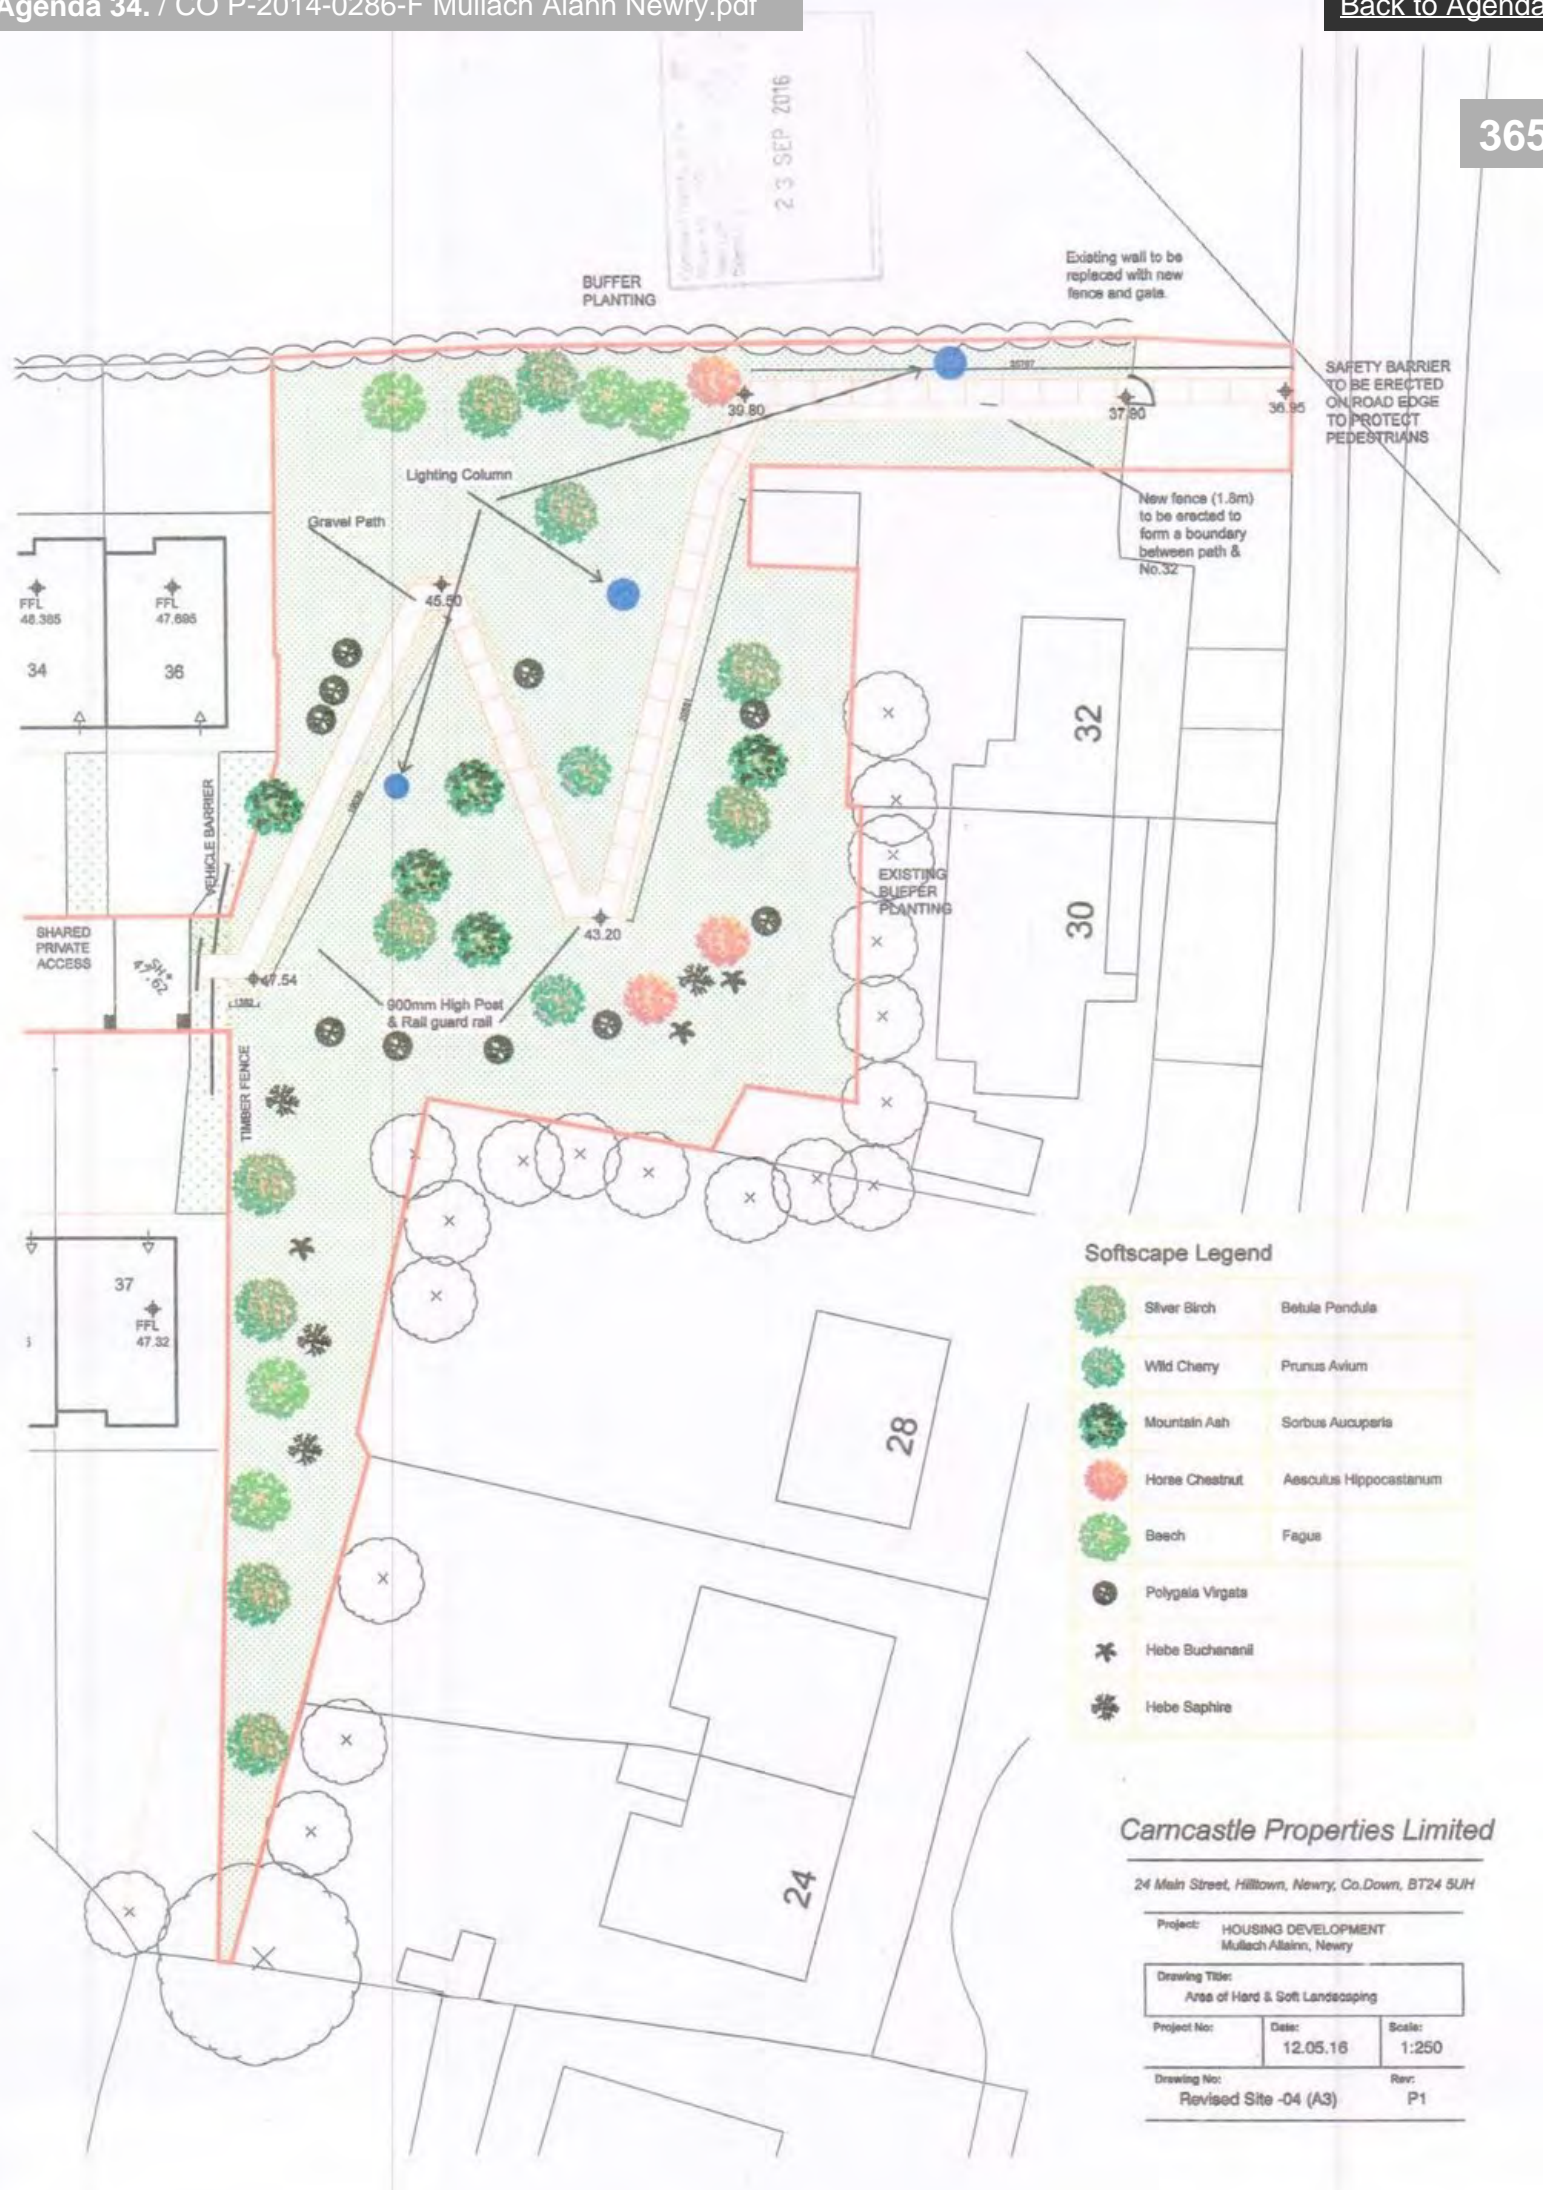 Agenda 34. / CO P-2014-0286-F Mullach Alann Newry.pdf
Back to Agenda
365
23 SEP 2016
BUFFER
PLANTING
Existing wall to be
replaced with new
fence and gate.
SAFETY BARRIER
TO BE ERECTED
ON ROAD EDGE
TO PROTECT
PEDESTRIANS
39.80
37.90
36.95
Lighting Column
Gravel Path
New fence (1.8m)
to be erected to
form a boundary
between path &
No.32
45.50
FFL
48.385
34
FFL
47.695
36
32
VEHICLE BARRIER
EXISTING
BUFFER
PLANTING
30
SHARED
PRIVATE
ACCESS
47.62
43.20
47.54
900mm High Post
& Rail guard rail
TIMBER FENCE
37
FFL
47.32
28
24
Softscape Legend
Silver Birch Betula Pendula
Wild Cherry Prunus Avium
Mountain Ash Sorbus Aucuparis
Horse Chestnut Aesculus Hippocastanum
Beech Fagus
Polygala Virgata
Hebe Buchananii
Hebe Saphire
Carncastle Properties Limited
24 Main Street, Hilltown, Newry, Co.Down, BT24 5UH
Project: HOUSING DEVELOPMENT
Mullach Allainn, Newry
Drawing Title:
Area of Hard & Soft Landscaping
Project No: Date: Scale:
12.05.16 1:250
Drawing No: Rev:
Revised Site -04 (A3) P1